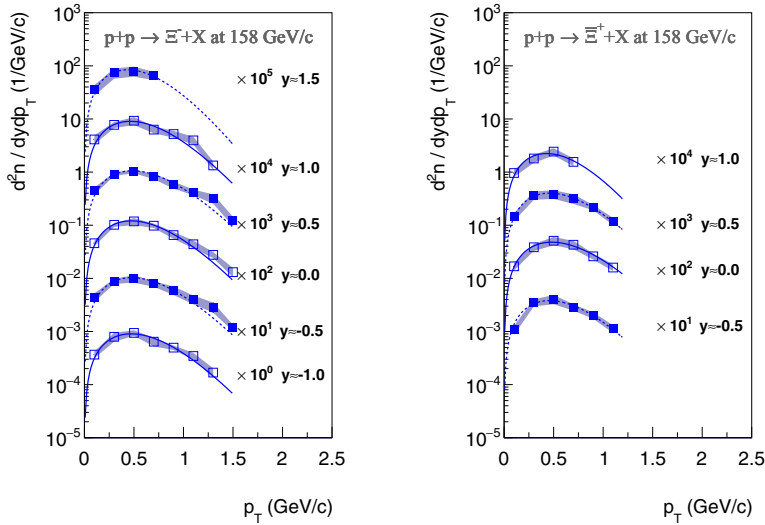 p+p → Ξ⁻+X at 158 GeV/c
d²n / dydp_T (1/GeV/c)
10³
10²
10
1
10⁻¹
10⁻²
10⁻³
10⁻⁴
10⁻⁵
× 10⁵ y≈1.5
× 10⁴ y≈1.0
× 10³ y≈0.5
× 10² y≈0.0
× 10¹ y≈-0.5
× 10⁰ y≈-1.0
0 0.5 1 1.5 2 2.5
p_T (GeV/c)
p+p → Ξ̅⁺+X at 158 GeV/c
d²n / dydp_T (1/GeV/c)
10³
10²
10
1
10⁻¹
10⁻²
10⁻³
10⁻⁴
10⁻⁵
× 10⁴ y≈1.0
× 10³ y≈0.5
× 10² y≈0.0
× 10¹ y≈-0.5
0 0.5 1 1.5 2 2.5
p_T (GeV/c)